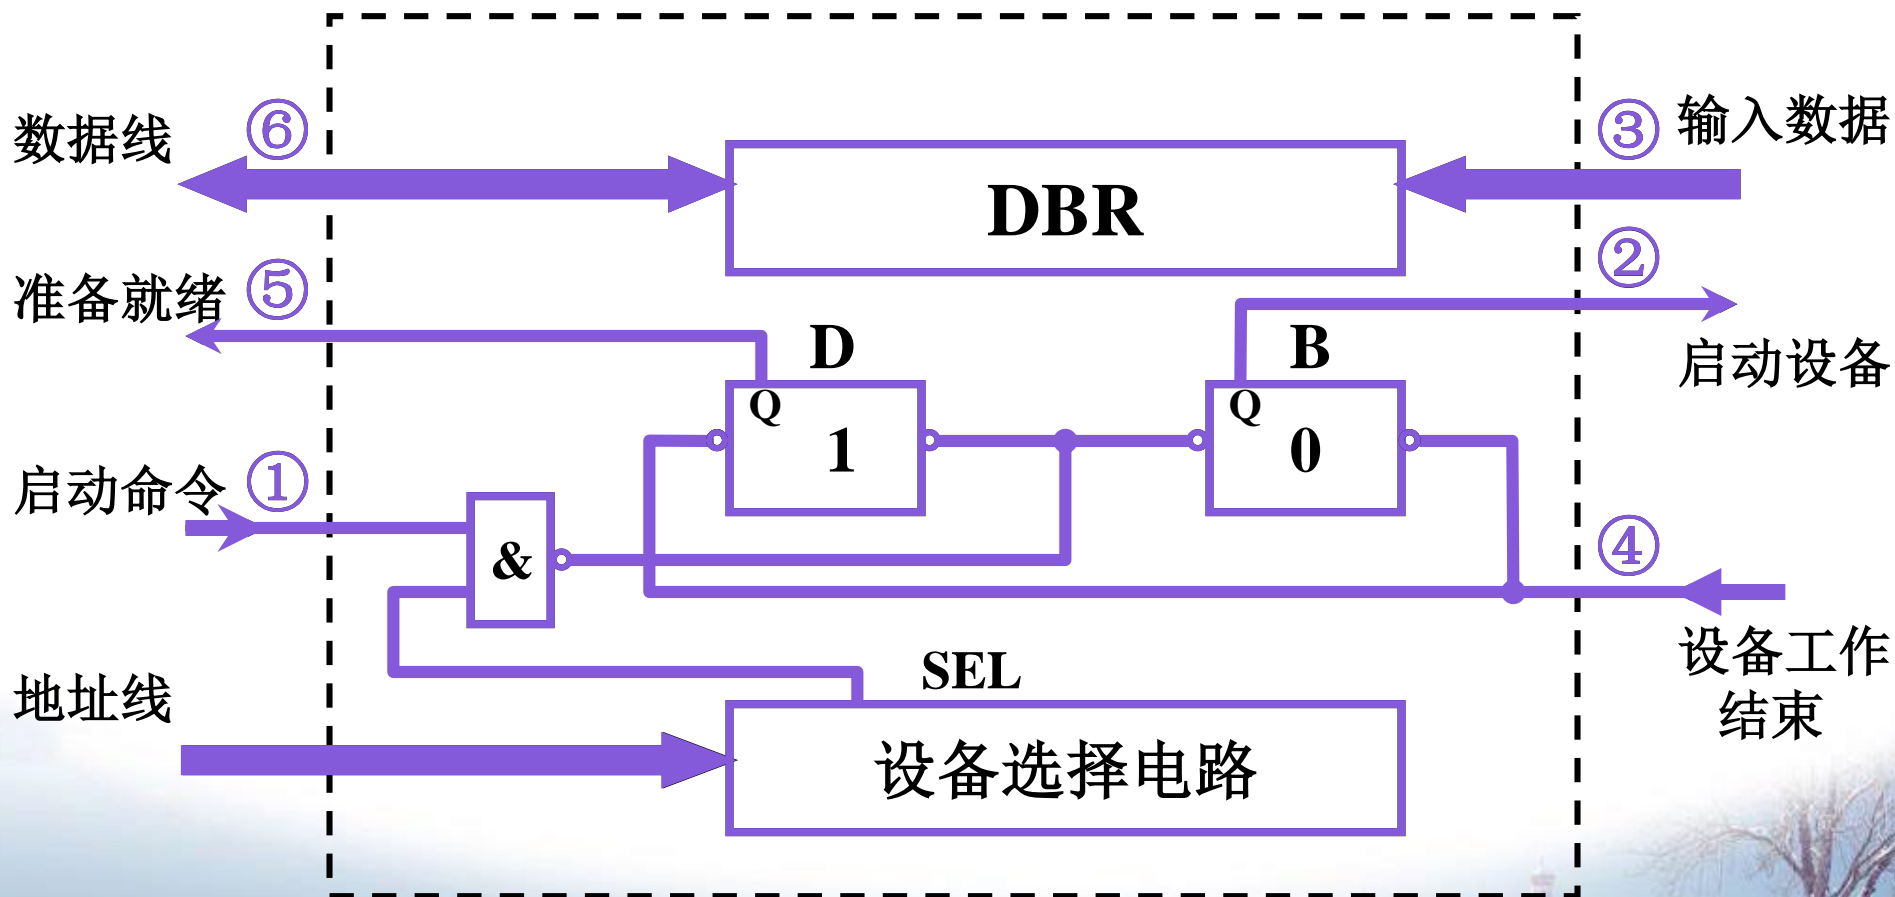 数据线
⑥
③
输入数据
DBR
②
准备就绪
⑤
启动设备
D
B
Q
1
Q
0
启动命令
①
&
④
设备工作
结束
SEL
地址线
设备选择电路